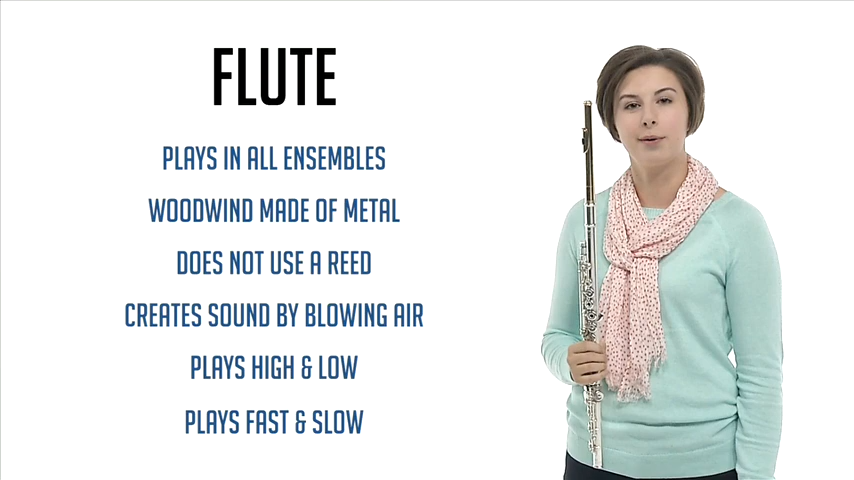 FLUTE
PLAYS IN ALL ENSEMBLES
WOODWIND MADE OF METAL
DOES NOT USE A REED
CREATES SOUND BY BLOWING AIR
PLAYS HIGH & LOW
PLAYS FAST & SLOW